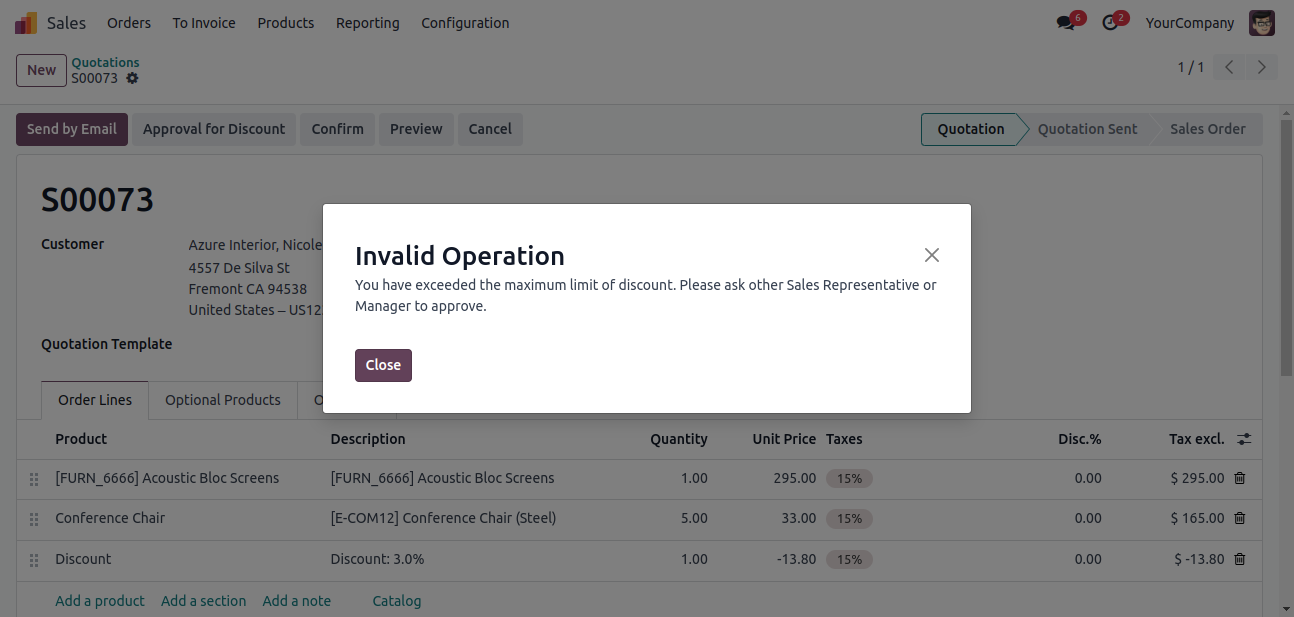 Sales Orders To Invoice Products Reporting Configuration 6 2 YourCompany
New Quotations
S00073
1 / 1
Send by Email Approval for Discount Confirm Preview Cancel Quotation Quotation Sent Sales Order
S00073
Customer Azure Interior, Nicole
4557 De Silva St
Fremont CA 94538
United States – US12
Invalid Operation
You have exceeded the maximum limit of discount. Please ask other Sales Representative or
Manager to approve.
Close
Quotation Template
Order Lines Optional Products O
Product Description Quantity Unit Price Taxes Disc.% Tax excl.
[FURN_6666] Acoustic Bloc Screens [FURN_6666] Acoustic Bloc Screens 1.00 295.00 15% 0.00 $ 295.00
Conference Chair [E-COM12] Conference Chair (Steel) 5.00 33.00 15% 0.00 $ 165.00
Discount Discount: 3.0% 1.00 -13.80 15% 0.00 $ -13.80
Add a product Add a section Add a note Catalog